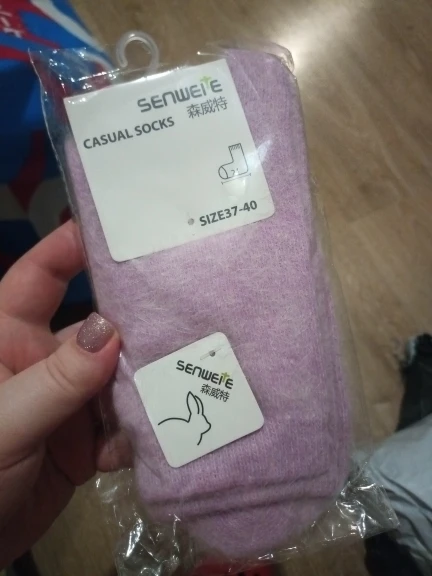 SENWEITE
森威特
CASUAL SOCKS
SIZE37-40
SENWEITE
森威特